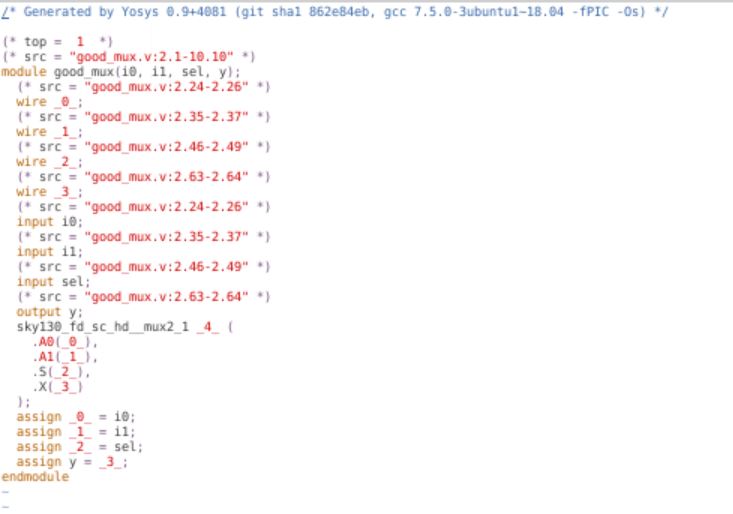 /* Generated by Yosys 0.9+4081 (git sha1 862e84eb, gcc 7.5.0-3ubuntu1~18.04 -fPIC -Os) */
(* top =  1  *)
(* src = "good_mux.v:2.1-10.10" *)
module good_mux(i0, i1, sel, y);
  (* src = "good_mux.v:2.24-2.26" *)
  wire _0_;
  (* src = "good_mux.v:2.35-2.37" *)
  wire _1_;
  (* src = "good_mux.v:2.46-2.49" *)
  wire _2_;
  (* src = "good_mux.v:2.63-2.64" *)
  wire _3_;
  (* src = "good_mux.v:2.24-2.26" *)
  input i0;
  (* src = "good_mux.v:2.35-2.37" *)
  input i1;
  (* src = "good_mux.v:2.46-2.49" *)
  input sel;
  (* src = "good_mux.v:2.63-2.64" *)
  output y;
  sky130_fd_sc_hd__mux2_1 _4_ (
    .A0(_0_),
    .A1(_1_),
    .S(_2_),
    .X(_3_)
  );
  assign _0_ = i0;
  assign _1_ = i1;
  assign _2_ = sel;
  assign y = _3_;
endmodule
~
~